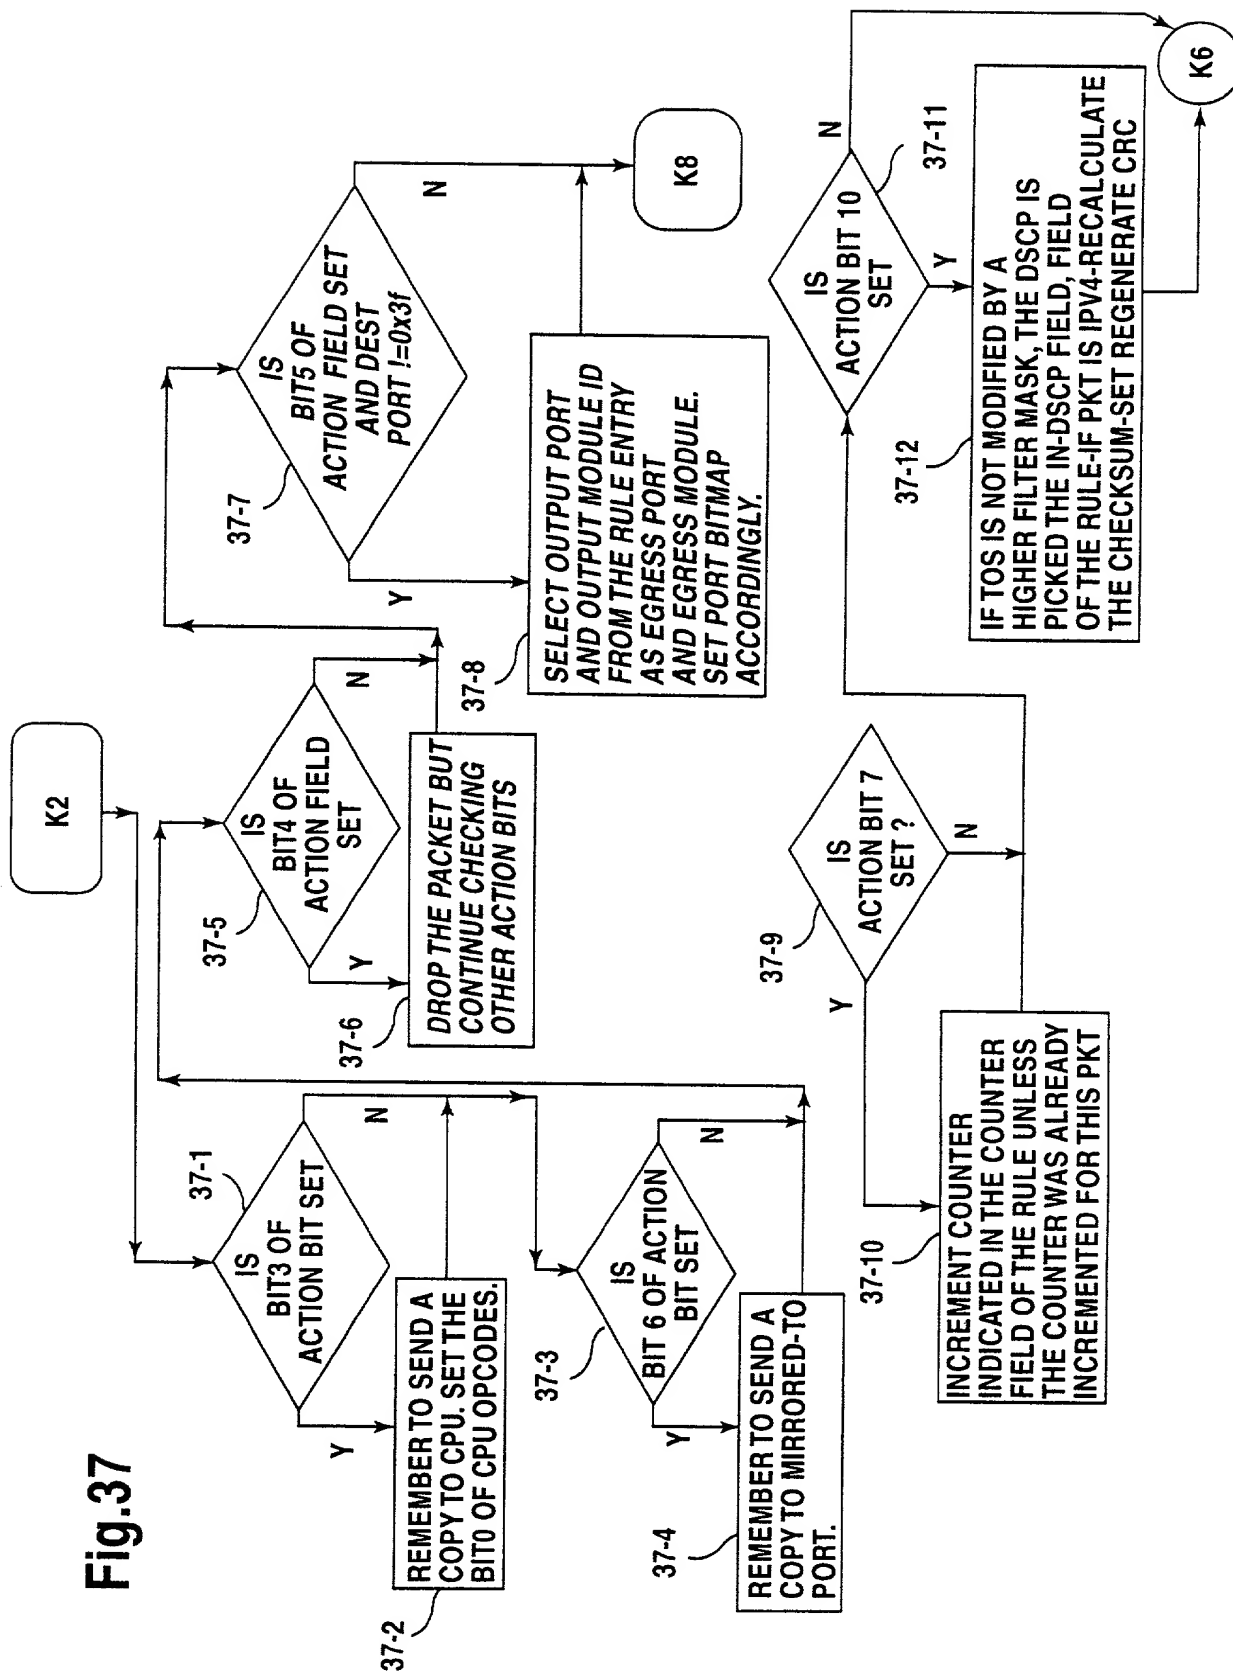 Fig.37
K2
37-1
IS
BIT3 OF
ACTION BIT SET
Y
N
37-2
REMEMBER TO SEND A
COPY TO CPU. SET THE
BIT0 OF CPU OPCODES.
37-3
IS
BIT 6 OF ACTION
BIT SET
Y
N
37-4
REMEMBER TO SEND A
COPY TO MIRRORED-TO
PORT.
37-5
IS
BIT4 OF
ACTION FIELD
SET
Y
N
37-6
DROP THE PACKET BUT
CONTINUE CHECKING
OTHER ACTION BITS
37-7
IS
BIT5 OF
ACTION FIELD SET
AND DEST
PORT !=0x3f
Y
N
37-8
SELECT OUTPUT PORT
AND OUTPUT MODULE ID
FROM THE RULE ENTRY
AS EGRESS PORT
AND EGRESS MODULE.
SET PORT BITMAP
ACCORDINGLY.
K8
37-9
IS
ACTION BIT 7
SET ?
Y
N
37-10
INCREMENT COUNTER
INDICATED IN THE COUNTER
FIELD OF THE RULE UNLESS
THE COUNTER WAS ALREADY
INCREMENTED FOR THIS PKT
37-11
IS
ACTION BIT 10
SET
Y
N
37-12
IF TOS IS NOT MODIFIED BY A
HIGHER FILTER MASK, THE DSCP IS
PICKED THE IN-DSCP FIELD, FIELD
OF THE RULE-IF PKT IS IPV4-RECALCULATE
THE CHECKSUM-SET REGENERATE CRC
K6